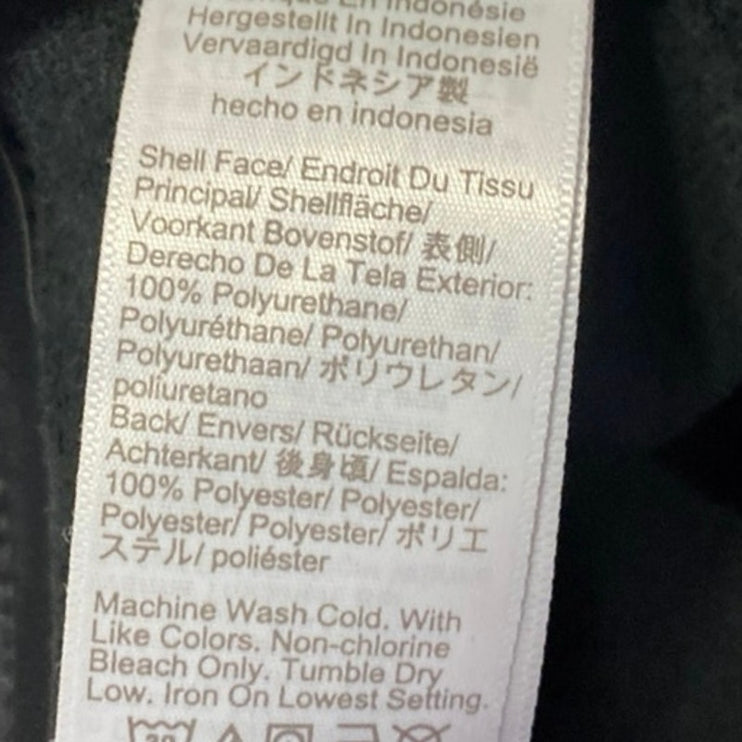 En Indonésie
Hergestellt In Indonesien
Vervaardigd In Indonesië
インドネシア製
hecho en indonesia
Shell Face/ Endroit Du Tissu
Principal/ Shellfläche/
Voorkant Bovenstof/ 表側/
Derecho De La Tela Exterior:
100% Polyurethane/
Polyuréthane/ Polyurethan/
Polyurethaan/ ポリウレタン/
poliuretano
Back/ Envers/ Rückseite/
Achterkant/ 後身頃/ Espalda:
100% Polyester/ Polyester/
Polyester/ Polyester/ ポリエ
ステル/ poliéster
Machine Wash Cold. With
Like Colors. Non-chlorine
Bleach Only. Tumble Dry
Low. Iron On Lowest Setting.
30